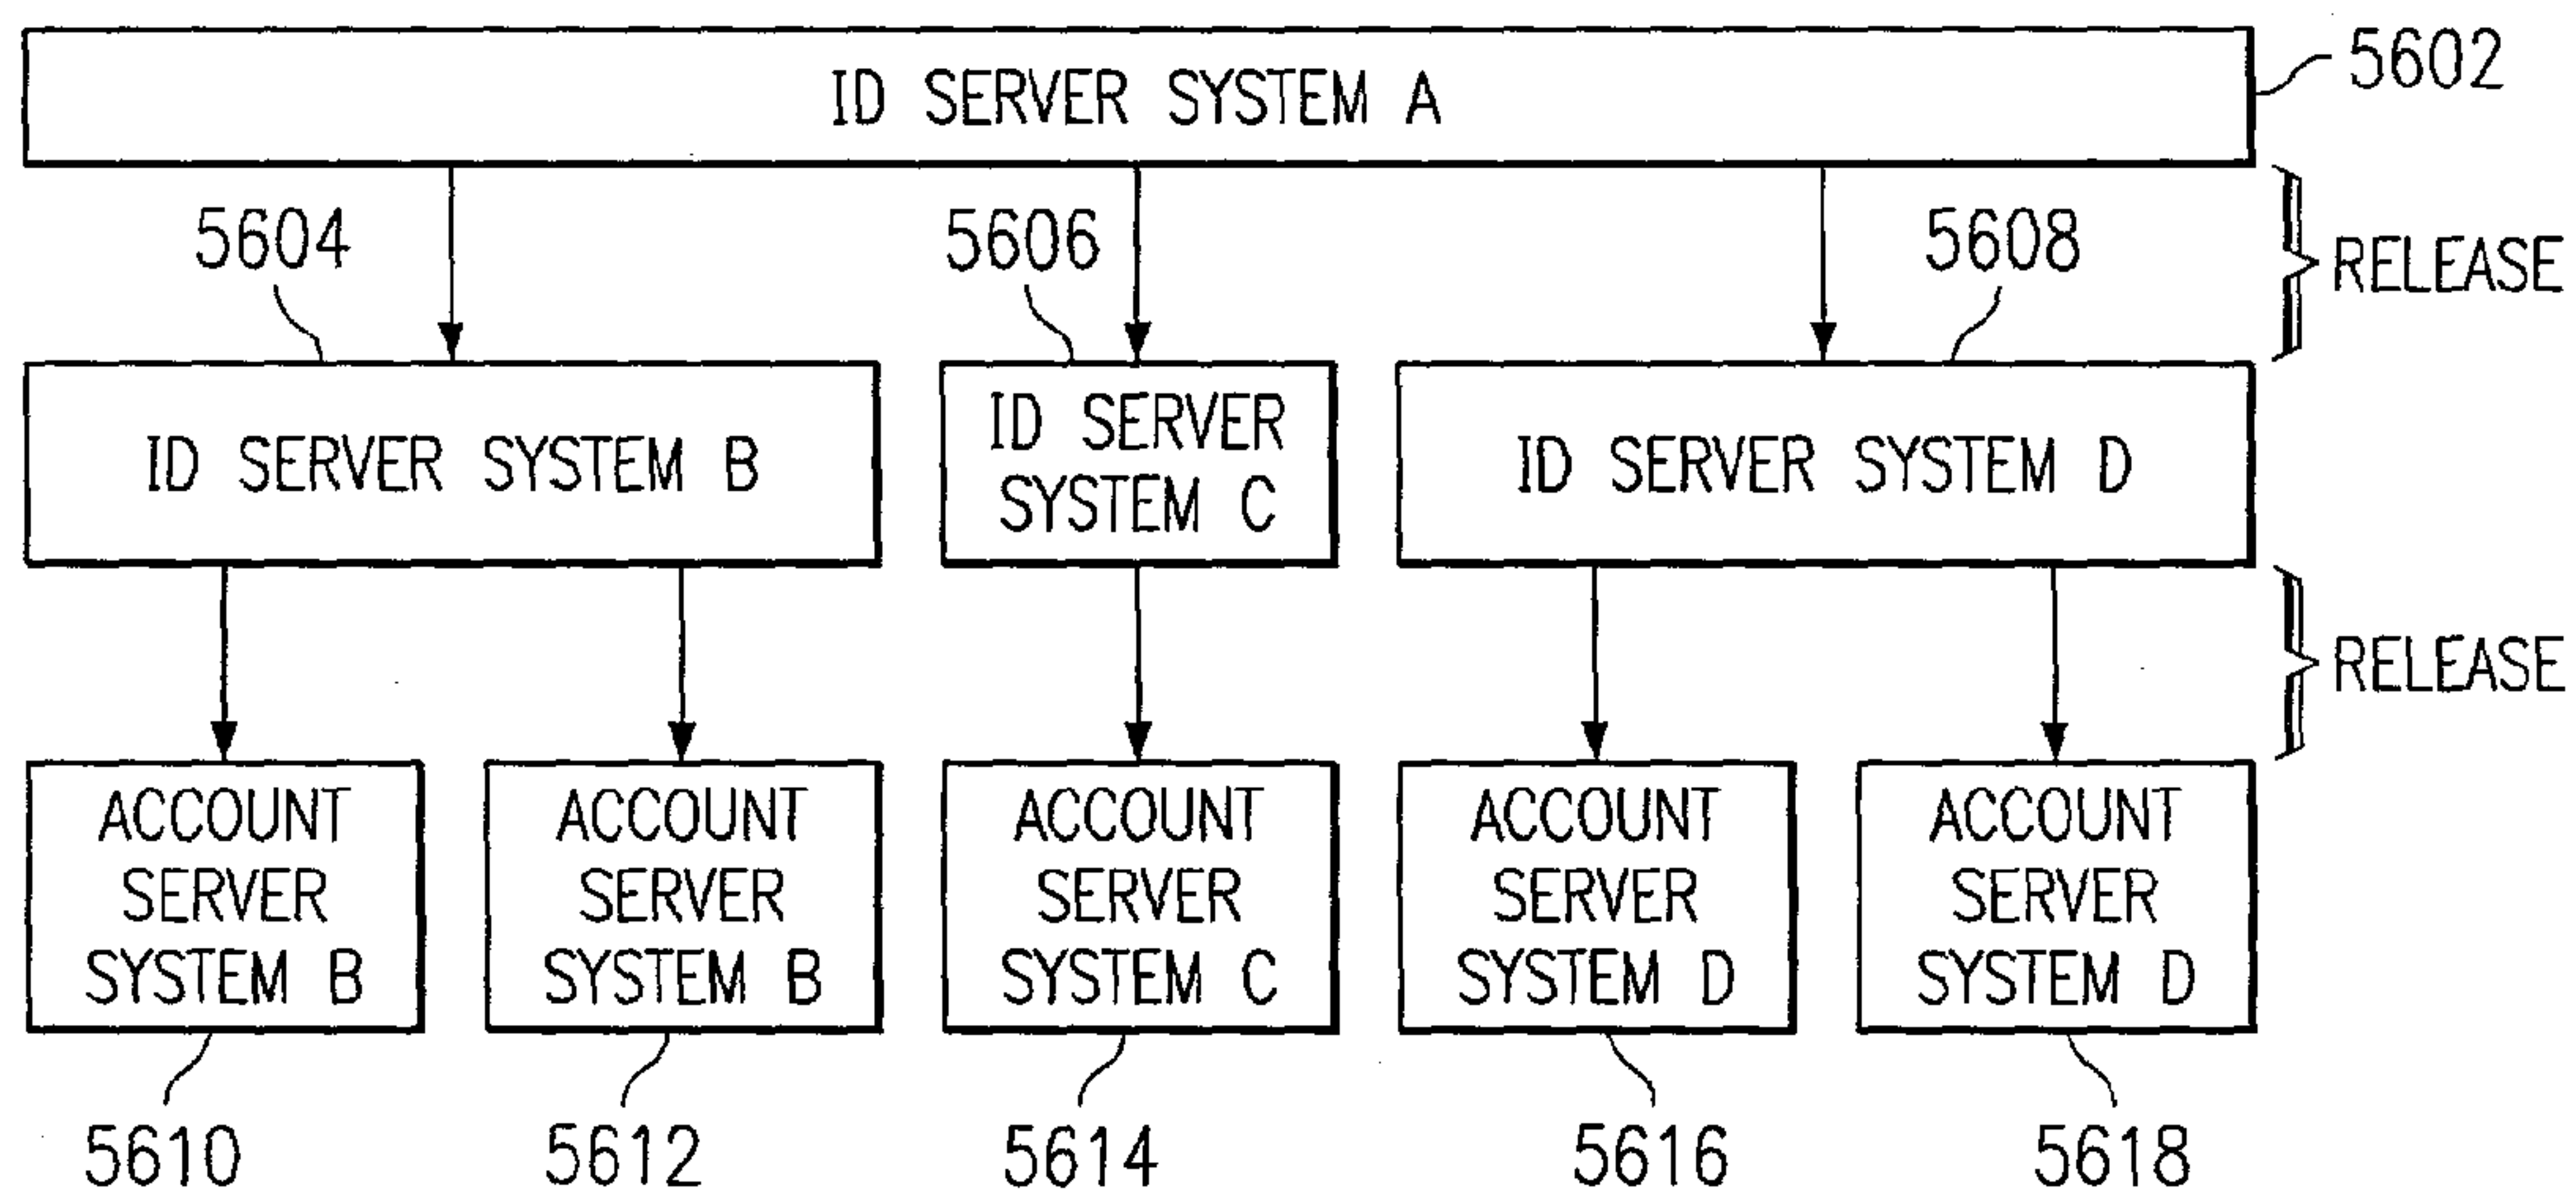 ID SERVER SYSTEM A
5602
5604
5606
5608
RELEASE
ID SERVER SYSTEM B
ID SERVER
SYSTEM C
ID SERVER SYSTEM D
RELEASE
ACCOUNT
SERVER
SYSTEM B
ACCOUNT
SERVER
SYSTEM B
ACCOUNT
SERVER
SYSTEM C
ACCOUNT
SERVER
SYSTEM D
ACCOUNT
SERVER
SYSTEM D
5610
5612
5614
5616
5618